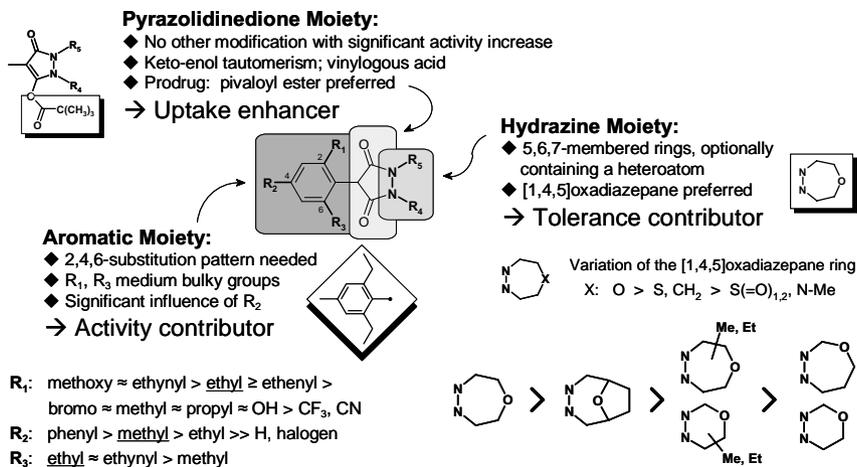 Pyrazolidinedione Moiety:
◆ No other modification with significant activity increase
◆ Keto-enol tautomerism; vinylogous acid
◆ Prodrug: pivaloyl ester preferred
→ Uptake enhancer
O
N
R₅
N
R₄
O
O
C(CH₃)₃
Hydrazine Moiety:
◆ 5,6,7-membered rings, optionally
containing a heteroatom
◆ [1,4,5]oxadiazepane preferred
→ Tolerance contributor
N
N
O
R₁
2
O
R₅
R₂
4
N
N
6
R₃
O
R₄
Aromatic Moiety:
◆ 2,4,6-substitution pattern needed
◆ R₁, R₃ medium bulky groups
◆ Significant influence of R₂
→ Activity contributor
N
N
X
Variation of the [1,4,5]oxadiazepane ring
X: O > S, CH₂ > S(=O)₁,₂, N-Me
R₁: methoxy ≈ ethynyl > ethyl ≥ ethenyl >
bromo ≈ methyl ≈ propyl ≈ OH > CF₃, CN
R₂: phenyl > methyl > ethyl >> H, halogen
R₃: ethyl ≈ ethynyl > methyl
N
N
O
>
N
N
O
>
Me, Et
N
N
O
N
N
O
Me, Et
>
N
N
O
N
N
O